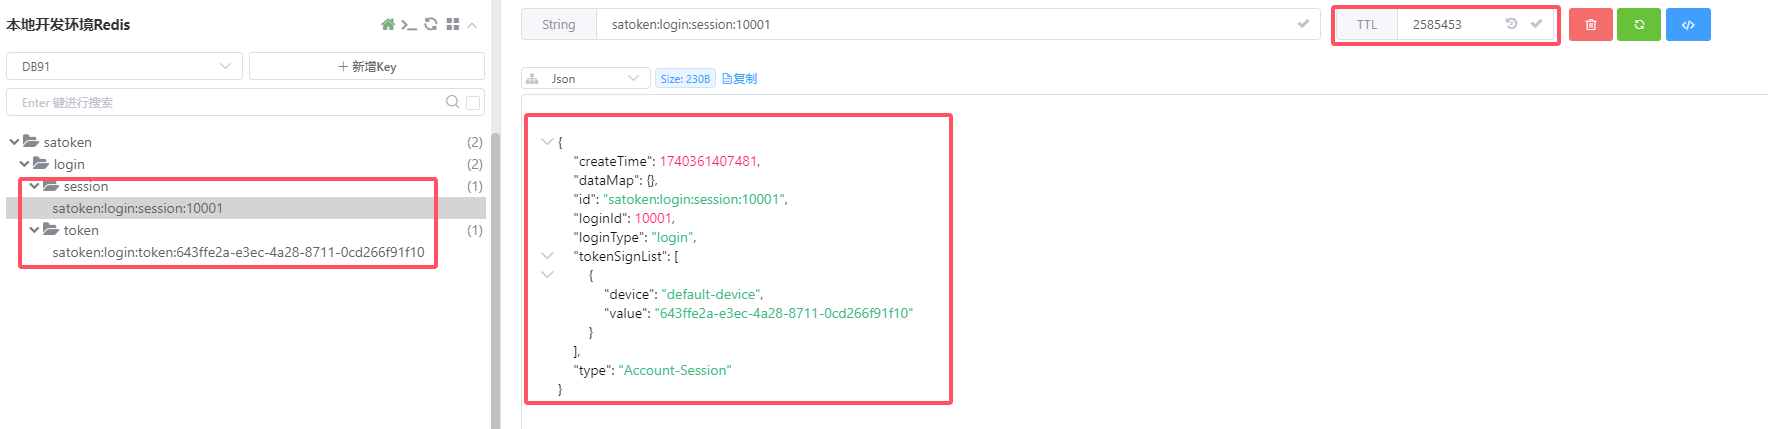 本地开发环境Redis
DB91
新增Key
Enter 键进行搜索
satoken (2)
login (2)
session (1)
satoken:login:session:10001
token (1)
satoken:login:token:643ffe2a-e3ec-4a28-8711-0cd266f91f10
String satoken:login:session:10001 TTL 2585453
Json Size: 230B 复制
{
"createTime": 1740361407481,
"dataMap": {},
"id": "satoken:login:session:10001",
"loginId": 10001,
"loginType": "login",
"tokenSignList": [
{
"device": "default-device",
"value": "643ffe2a-e3ec-4a28-8711-0cd266f91f10"
}
],
"type": "Account-Session"
}